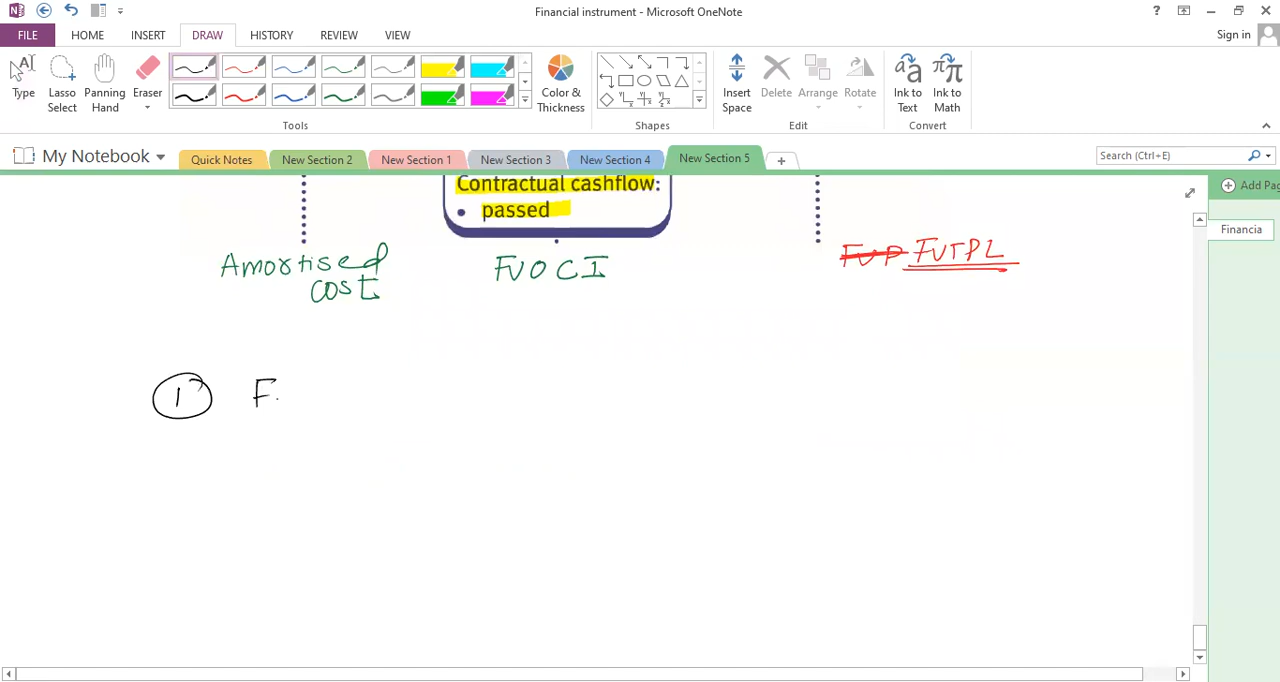 Financial instrument - Microsoft OneNote
FILE HOME INSERT DRAW HISTORY REVIEW VIEW Sign in
Type Lasso Select Panning Hand Eraser Color & Thickness Insert Space Delete Arrange Rotate Ink to Text Ink to Math
Tools Shapes Edit Convert
My Notebook Quick Notes New Section 2 New Section 1 New Section 3 New Section 4 New Section 5 Search (Ctrl+E)
Add Pag
Financia
Contractual cashflow:
• passed
Amortised cost
FVOCI
FVP FVTPL
1) F